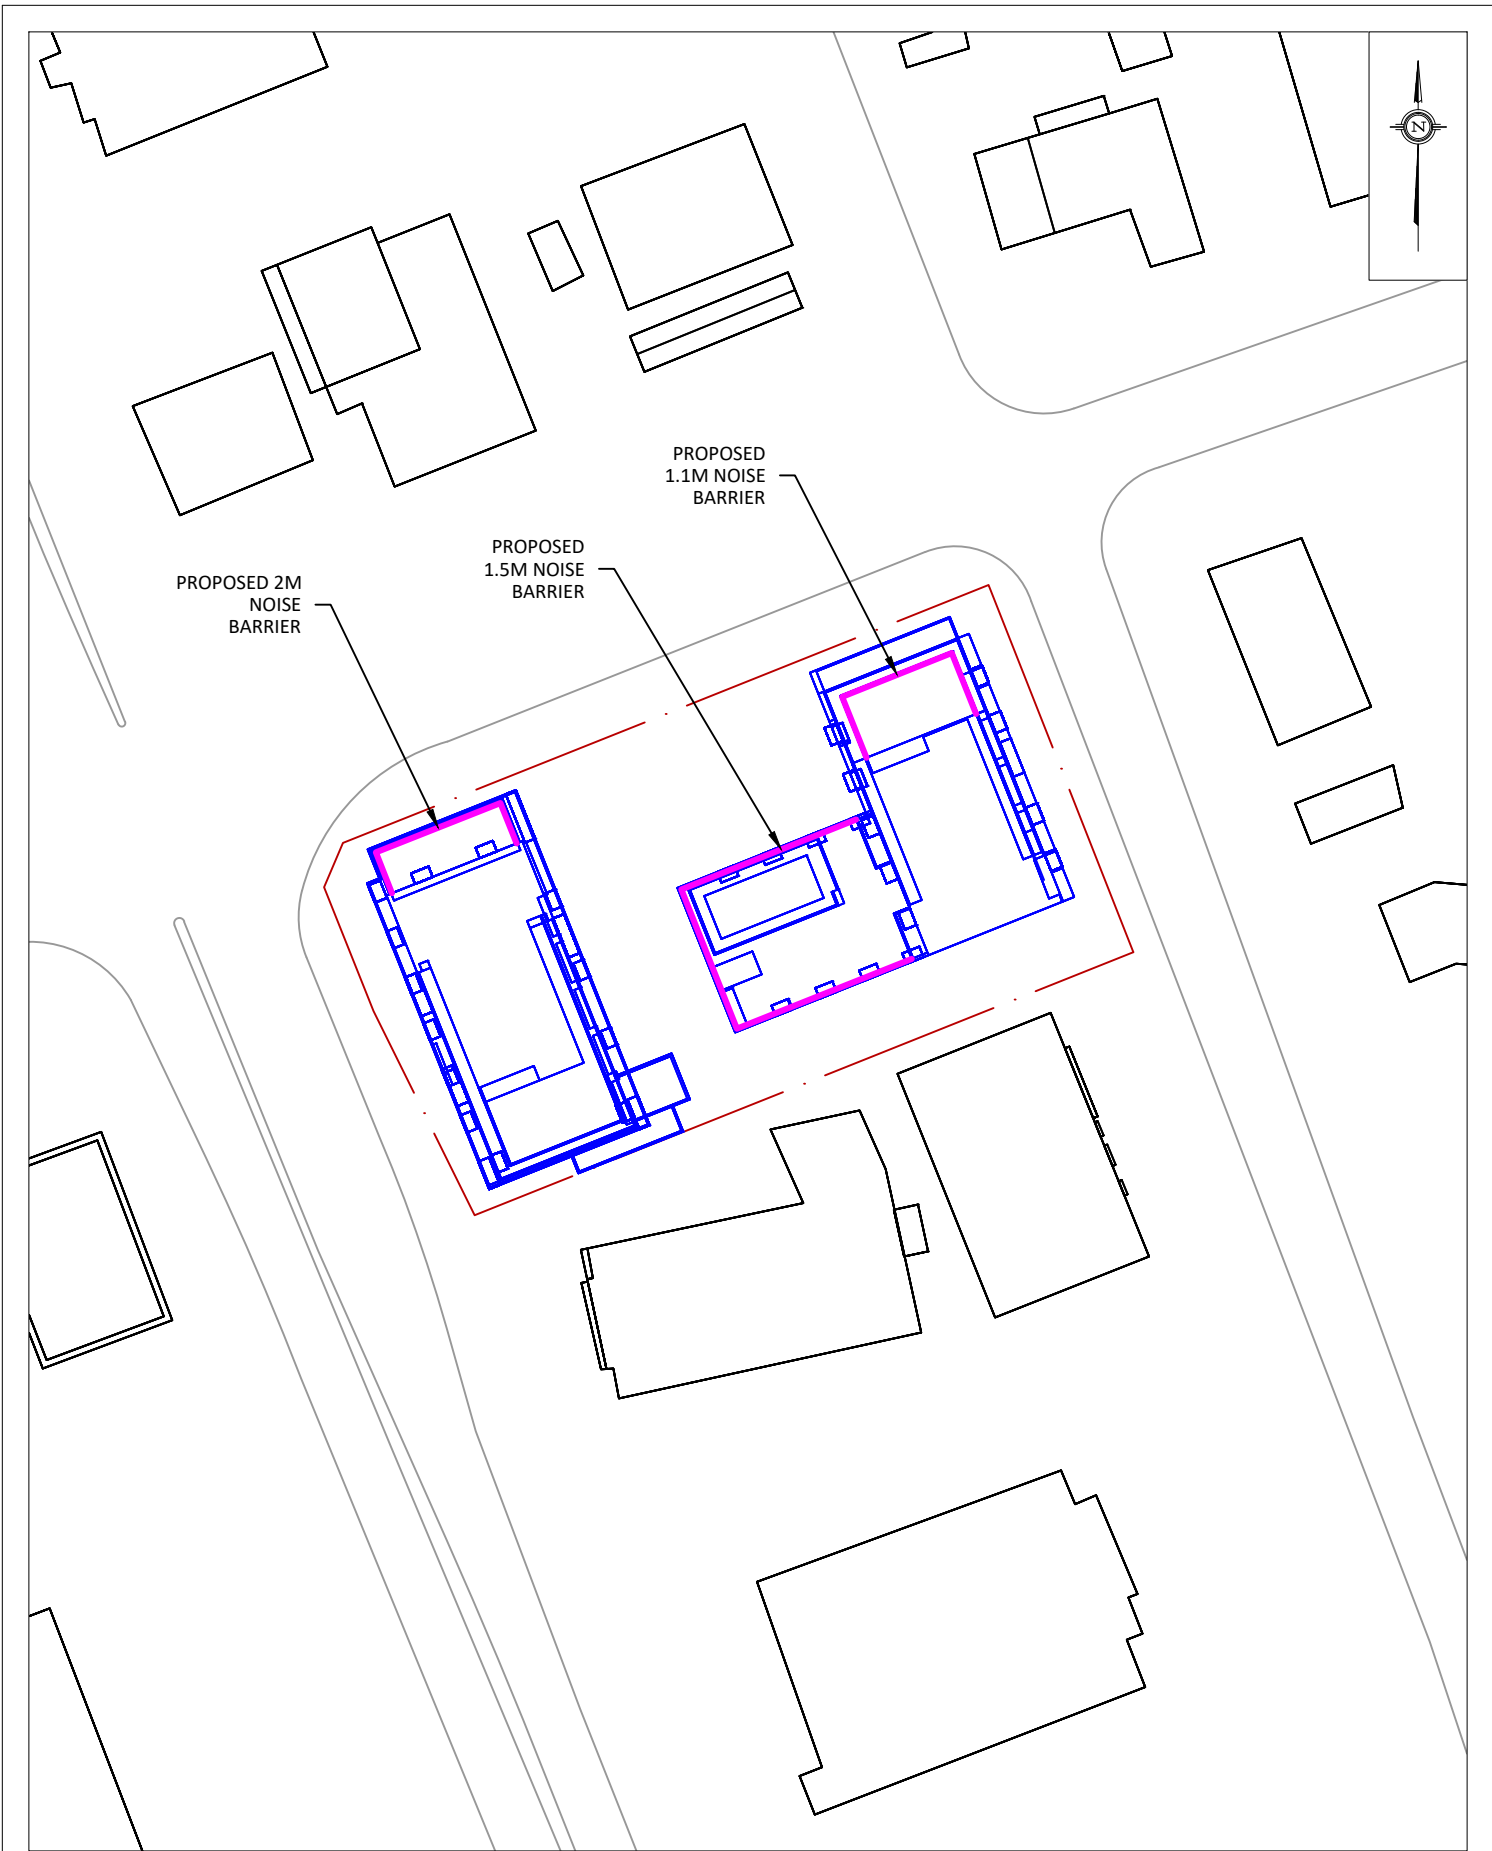 N
PROPOSED
1.1M NOISE
BARRIER
PROPOSED
1.5M NOISE
BARRIER
PROPOSED 2M
NOISE
BARRIER